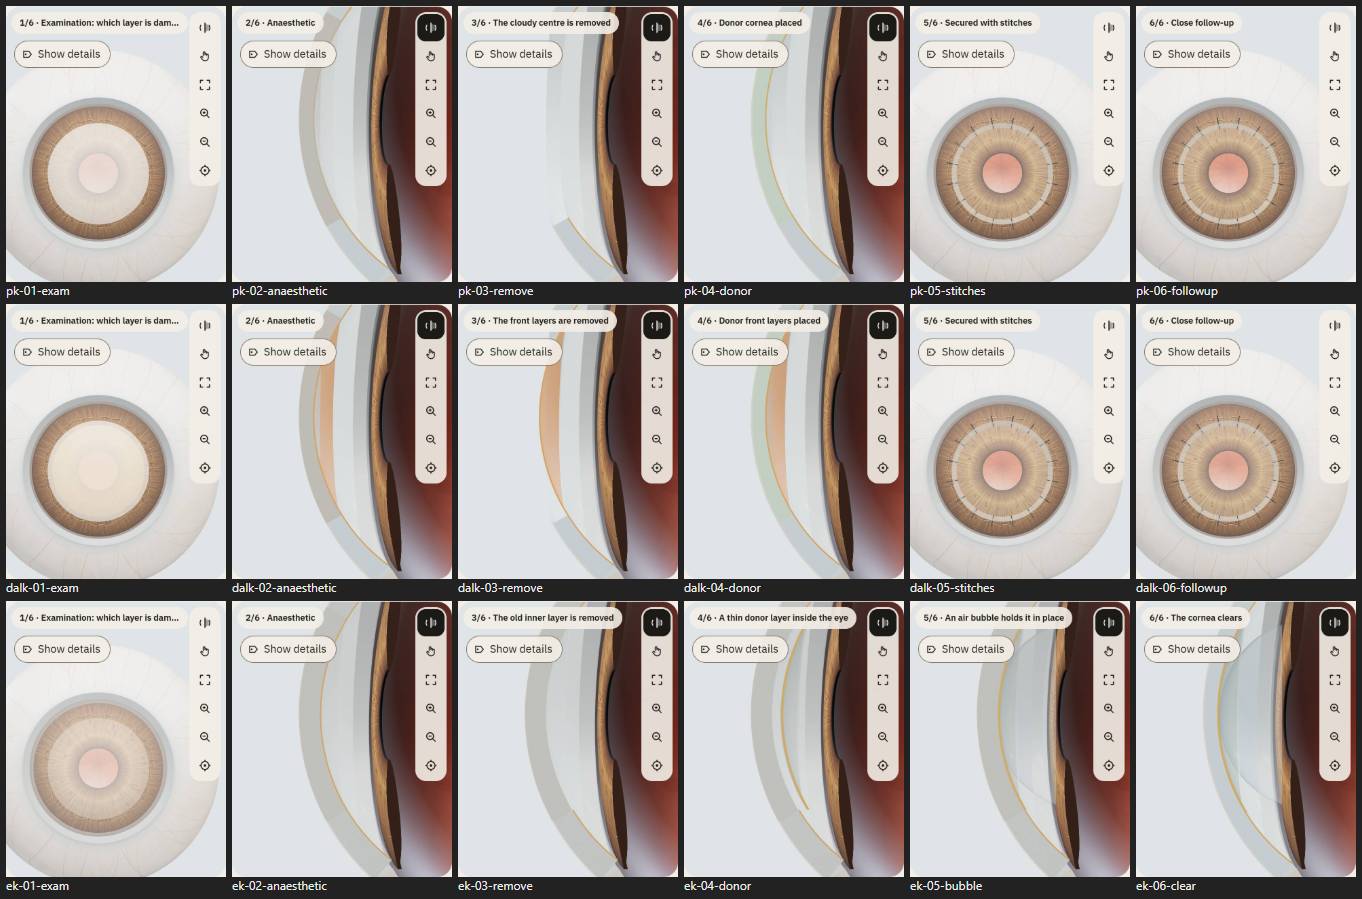 1/6 · Examination: which layer is dam...
Show details
pk-01-exam
2/6 · Anaesthetic
Show details
pk-02-anaesthetic
3/6 · The cloudy centre is removed
Show details
pk-03-remove
4/6 · Donor cornea placed
Show details
pk-04-donor
5/6 · Secured with stitches
Show details
pk-05-stitches
6/6 · Close follow-up
Show details
pk-06-followup
1/6 · Examination: which layer is dam...
Show details
dalk-01-exam
2/6 · Anaesthetic
Show details
dalk-02-anaesthetic
3/6 · The front layers are removed
Show details
dalk-03-remove
4/6 · Donor front layers placed
Show details
dalk-04-donor
5/6 · Secured with stitches
Show details
dalk-05-stitches
6/6 · Close follow-up
Show details
dalk-06-followup
1/6 · Examination: which layer is dam...
Show details
ek-01-exam
2/6 · Anaesthetic
Show details
ek-02-anaesthetic
3/6 · The old inner layer is removed
Show details
ek-03-remove
4/6 · A thin donor layer inside the eye
Show details
ek-04-donor
5/6 · An air bubble holds it in place
Show details
ek-05-bubble
6/6 · The cornea clears
Show details
ek-06-clear